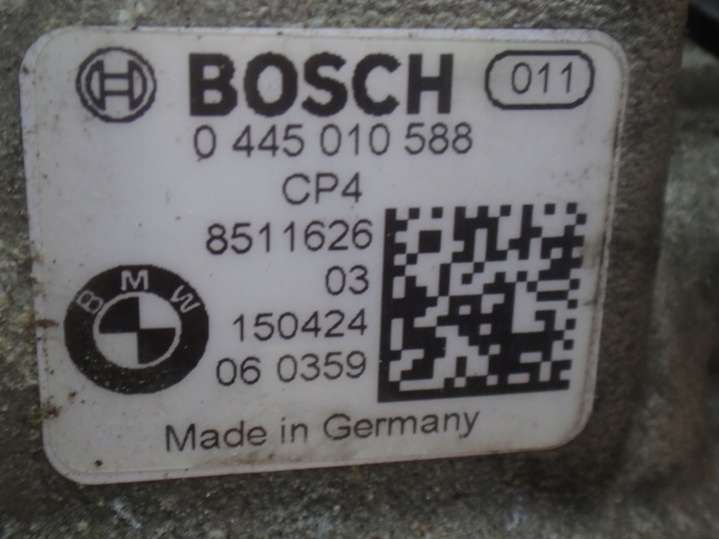 BOSCH 011
0 445 010 588
CP4
8511626
03
BMW
150424
06 0359
Made in Germany